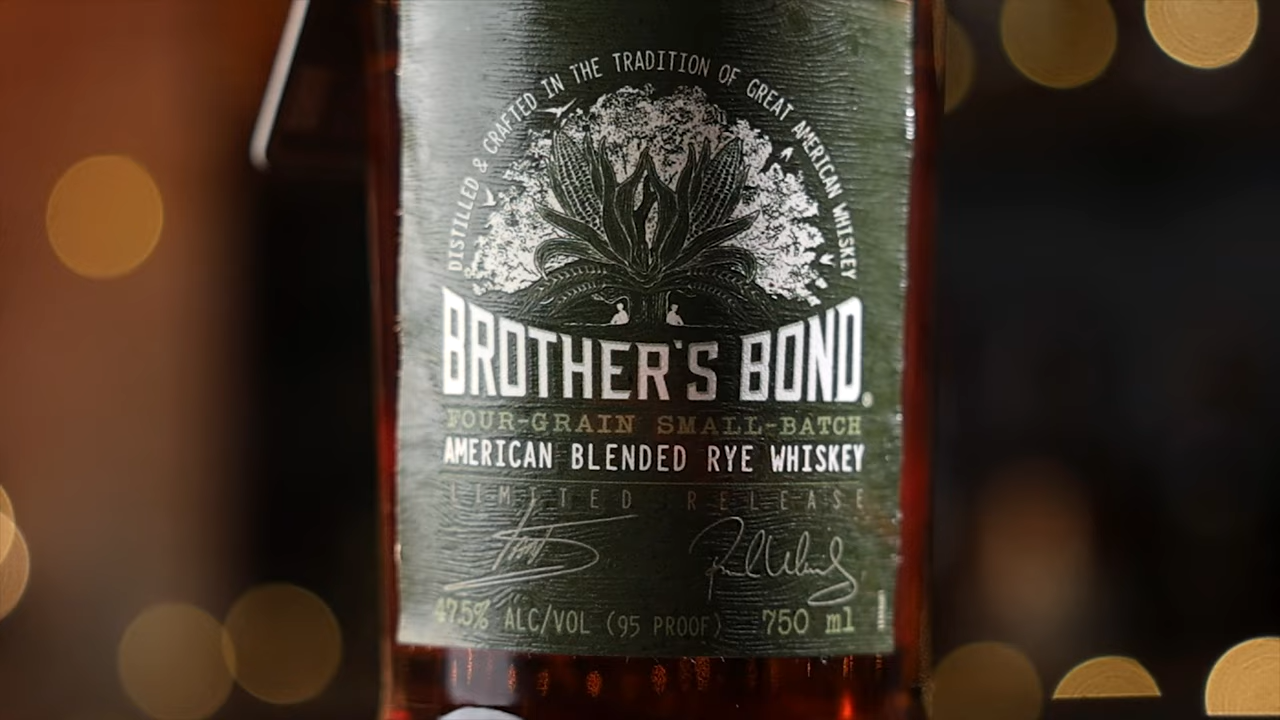 DISTILLED & CRAFTED IN THE TRADITION OF GREAT AMERICAN WHISKEY
BROTHER'S BOND®
FOUR-GRAIN SMALL-BATCH
AMERICAN BLENDED RYE WHISKEY
LIMITED RELEASE
47.5% ALC/VOL (95 PROOF) 750 ml